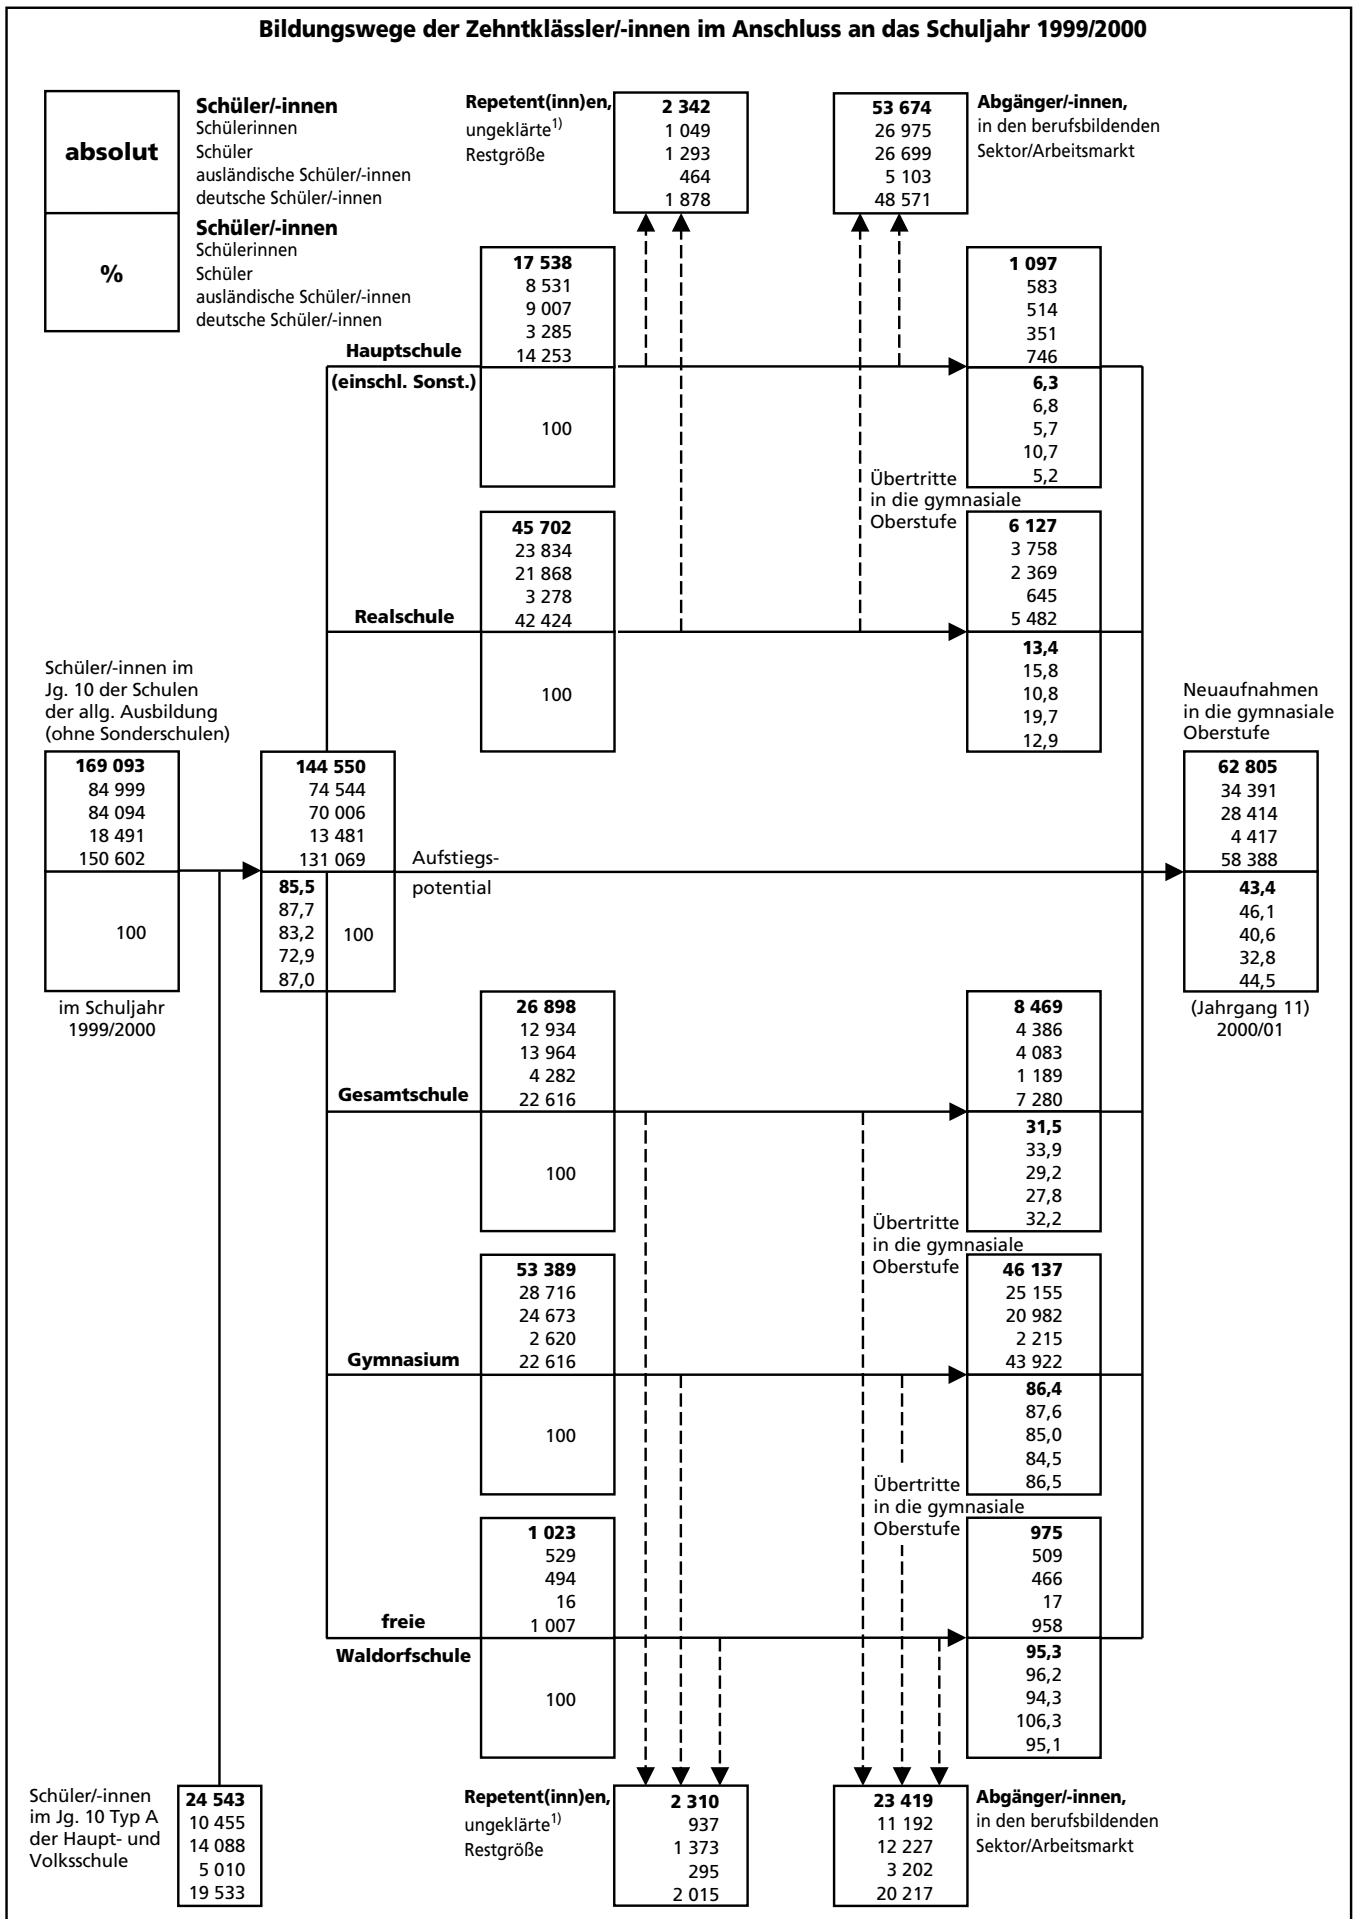 Bildungswege der Zehntklässler/-innen im Anschluss an das Schuljahr 1999/2000
absolut
Schüler/-innen
Schülerinnen
Schüler
ausländische Schüler/-innen
deutsche Schüler/-innen
%
Schüler/-innen
Schülerinnen
Schüler
ausländische Schüler/-innen
deutsche Schüler/-innen
Repetent(inn)en,
ungeklärte1)
Restgröße
2 342
1 049
1 293
464
1 878
53 674
26 975
26 699
5 103
48 571
Abgänger/-innen,
in den berufsbildenden
Sektor/Arbeitsmarkt
Hauptschule
(einschl. Sonst.)
17 538
8 531
9 007
3 285
14 253
100
1 097
583
514
351
746
6,3
6,8
5,7
10,7
5,2
Übertritte
in die gymnasiale
Oberstufe
Realschule
45 702
23 834
21 868
3 278
42 424
100
6 127
3 758
2 369
645
5 482
13,4
15,8
10,8
19,7
12,9
Schüler/-innen im
Jg. 10 der Schulen
der allg. Ausbildung
(ohne Sonderschulen)
169 093
84 999
84 094
18 491
150 602
100
im Schuljahr
1999/2000
144 550
74 544
70 006
13 481
131 069
85,5
87,7
83,2
72,9
87,0
100
Aufstiegs-
potential
Neuaufnahmen
in die gymnasiale
Oberstufe
62 805
34 391
28 414
4 417
58 388
43,4
46,1
40,6
32,8
44,5
(Jahrgang 11)
2000/01
Gesamtschule
26 898
12 934
13 964
4 282
22 616
100
8 469
4 386
4 083
1 189
7 280
31,5
33,9
29,2
27,8
32,2
Übertritte
in die gymnasiale
Oberstufe
Gymnasium
53 389
28 716
24 673
2 620
22 616
100
46 137
25 155
20 982
2 215
43 922
86,4
87,6
85,0
84,5
86,5
Übertritte
in die gymnasiale
Oberstufe
freie
Waldorfschule
1 023
529
494
16
1 007
100
975
509
466
17
958
95,3
96,2
94,3
106,3
95,1
Schüler/-innen
im Jg. 10 Typ A
der Haupt- und
Volksschule
24 543
10 455
14 088
5 010
19 533
Repetent(inn)en,
ungeklärte1)
Restgröße
2 310
937
1 373
295
2 015
23 419
11 192
12 227
3 202
20 217
Abgänger/-innen,
in den berufsbildenden
Sektor/Arbeitsmarkt